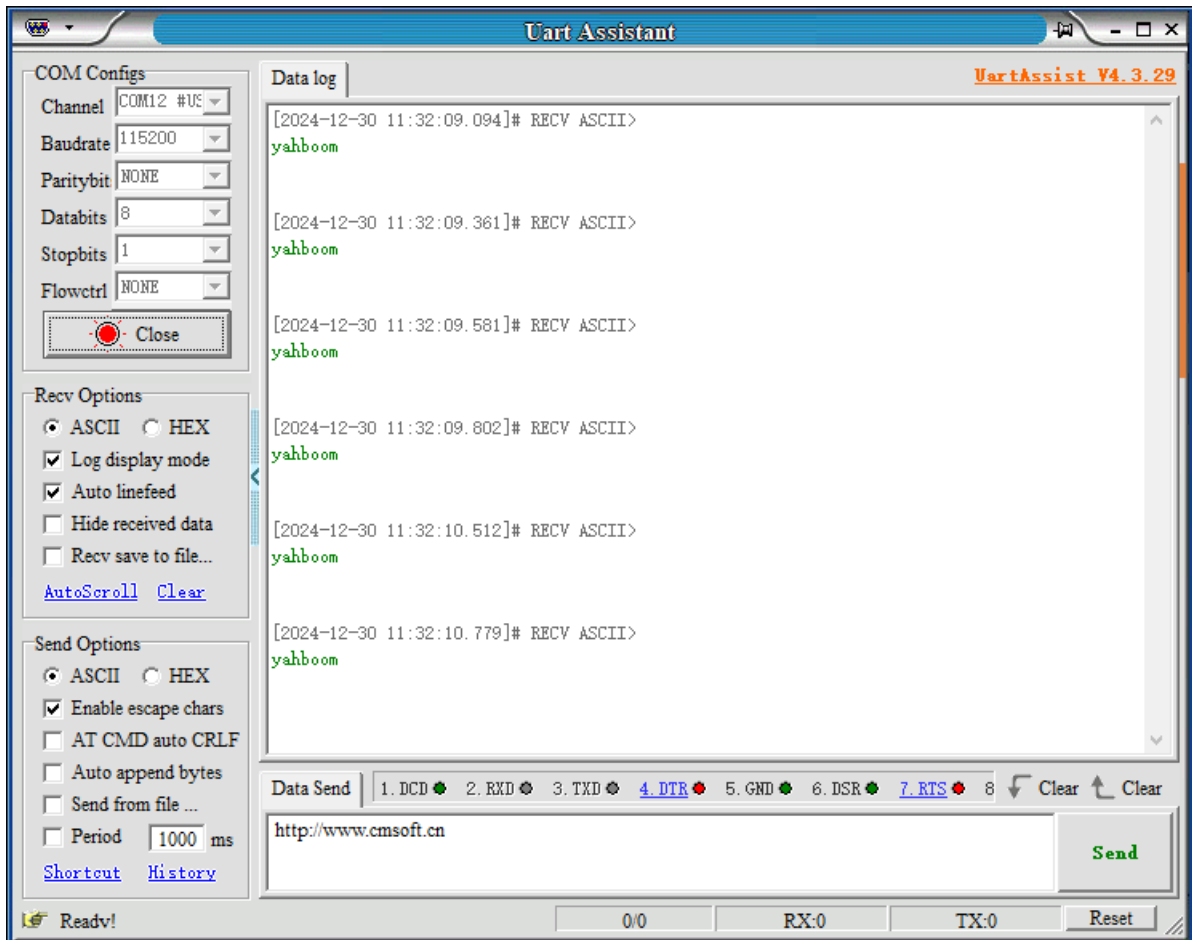 Uart Assistant
COM Configs
Channel COM12 #US
Baudrate 115200
Paritybit NONE
Databits 8
Stopbits 1
Flowctrl NONE
Close
Recv Options
ASCII HEX
Log display mode
Auto linefeed
Hide received data
Recv save to file...
AutoScroll Clear
Send Options
ASCII HEX
Enable escape chars
AT CMD auto CRLF
Auto append bytes
Send from file ...
Period 1000 ms
Shortcut History
Data log UartAssist V4.3.29
[2024-12-30 11:32:09.094]# RECV ASCII>
yahboom
[2024-12-30 11:32:09.361]# RECV ASCII>
yahboom
[2024-12-30 11:32:09.581]# RECV ASCII>
yahboom
[2024-12-30 11:32:09.802]# RECV ASCII>
yahboom
[2024-12-30 11:32:10.512]# RECV ASCII>
yahboom
[2024-12-30 11:32:10.779]# RECV ASCII>
yahboom
Data Send 1. DCD 2. RXD 3. TXD 4. DTR 5. GND 6. DSR 7. RTS 8 Clear Clear
http://www.cmsoft.cn
Send
Ready! 0/0 RX:0 TX:0 Reset